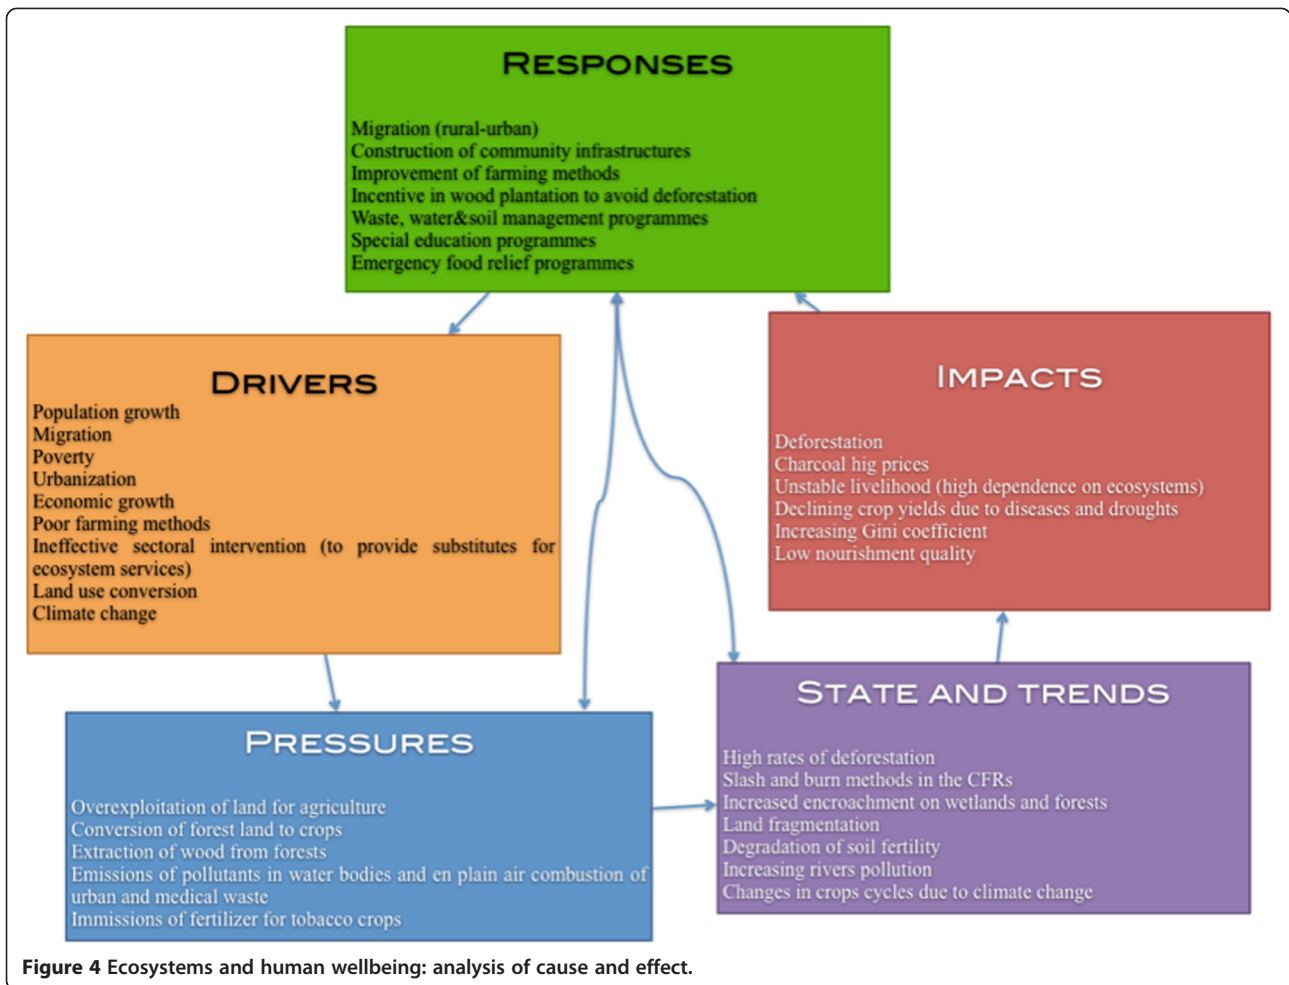 RESPONSES
Migration (rural-urban)
Construction of community infrastructures
Improvement of farming methods
Incentive in wood plantation to avoid deforestation
Waste, water&soil management programmes
Special education programmes
Emergency food relief programmes
DRIVERS
Population growth
Migration
Poverty
Urbanization
Economic growth
Poor farming methods
Ineffective sectoral intervention (to provide substitutes for
ecosystem services)
Land use conversion
Climate change
IMPACTS
Deforestation
Charcoal hig prices
Unstable livelihood (high dependence on ecosystems)
Declining crop yields due to diseases and droughts
Increasing Gini coefficient
Low nourishment quality
PRESSURES
Overexploitation of land for agriculture
Conversion of forest land to crops
Extraction of wood from forests
Emissions of pollutants in water bodies and en plain air combustion of
urban and medical waste
Immissions of fertilizer for tobacco crops
STATE AND TRENDS
High rates of deforestation
Slash and burn methods in the CFRs
Increased encroachment on wetlands and forests
Land fragmentation
Degradation of soil fertility
Increasing rivers pollution
Changes in crops cycles due to climate change
Figure 4 Ecosystems and human wellbeing: analysis of cause and effect.